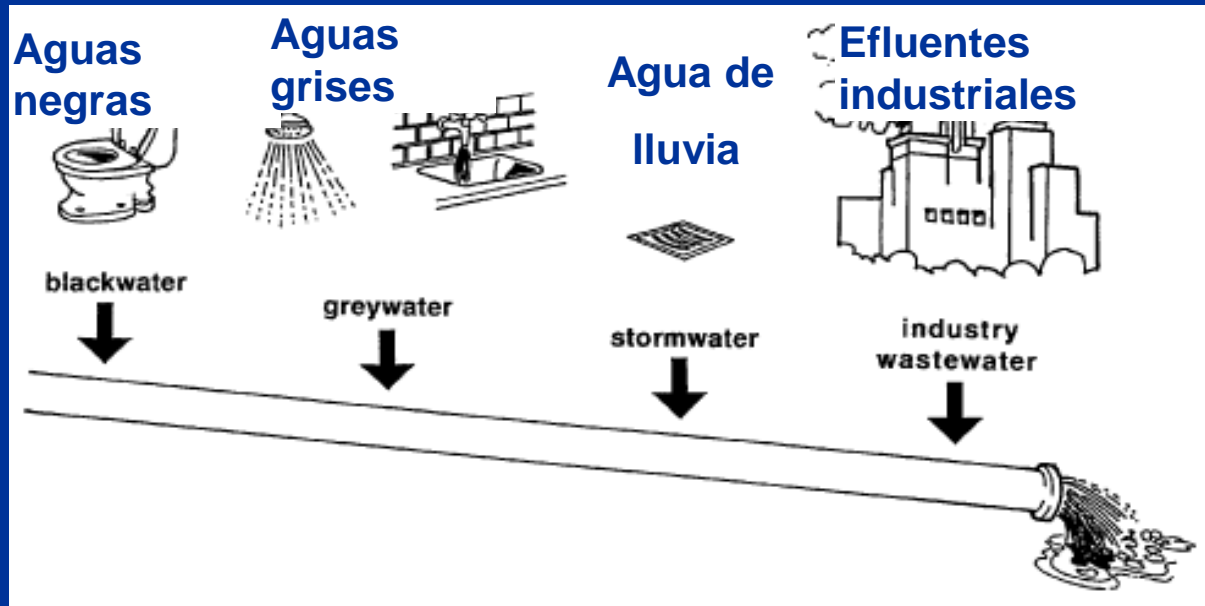 Aguas
negras
Aguas
grises
Agua de
lluvia
Efluentes
industriales
blackwater
greywater
stormwater
industry
wastewater